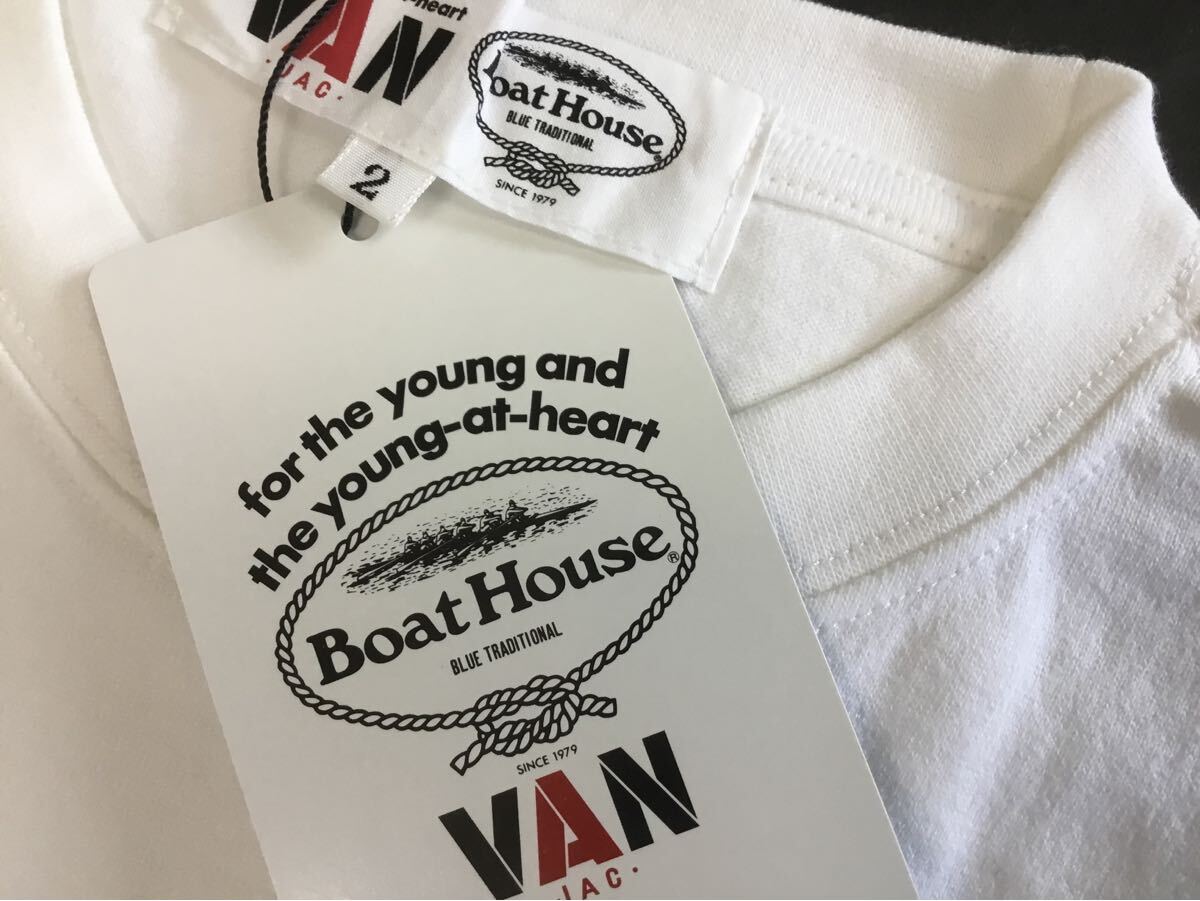 -heart
VAN
JAC.
oat House
BLUE TRADITIONAL
SINCE 1979
2
for the young and
the young-at-heart
Boat House®
BLUE TRADITIONAL
SINCE 1979
VAN
JAC.